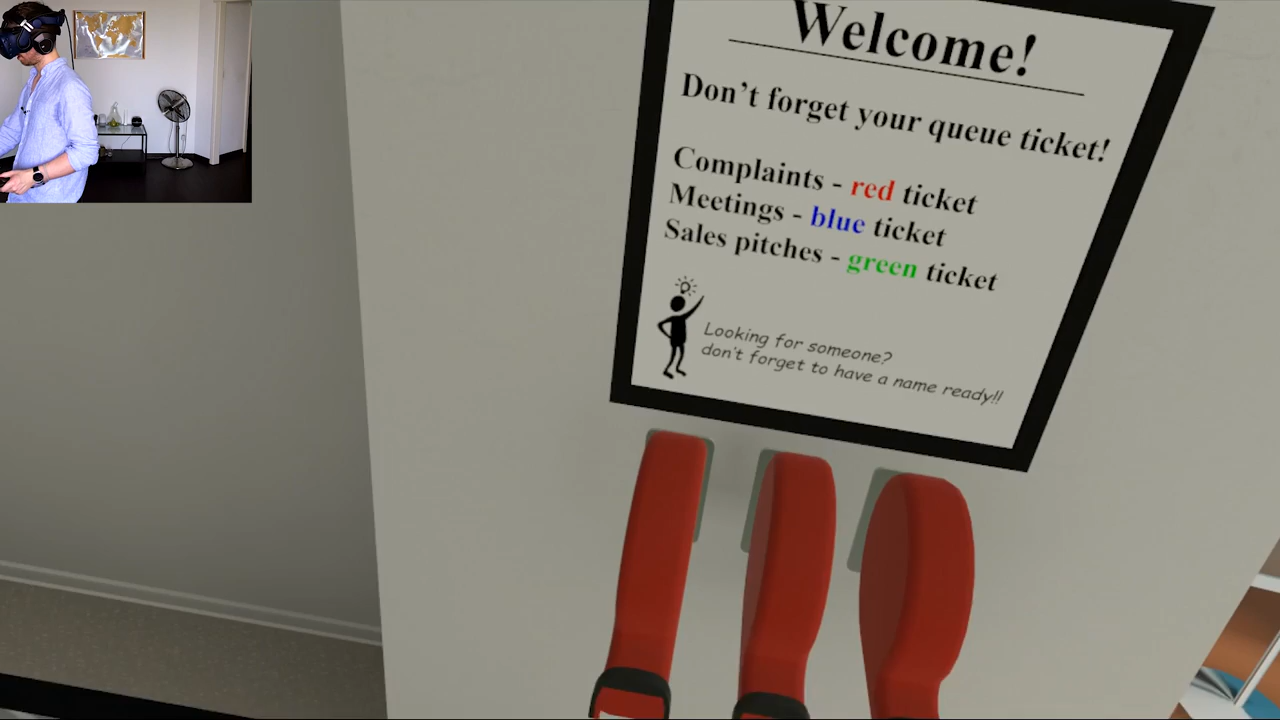 Welcome!
Don't forget your queue ticket!
Complaints - red ticket
Meetings - blue ticket
Sales pitches - green ticket
Looking for someone?
don't forget to have a name ready!!